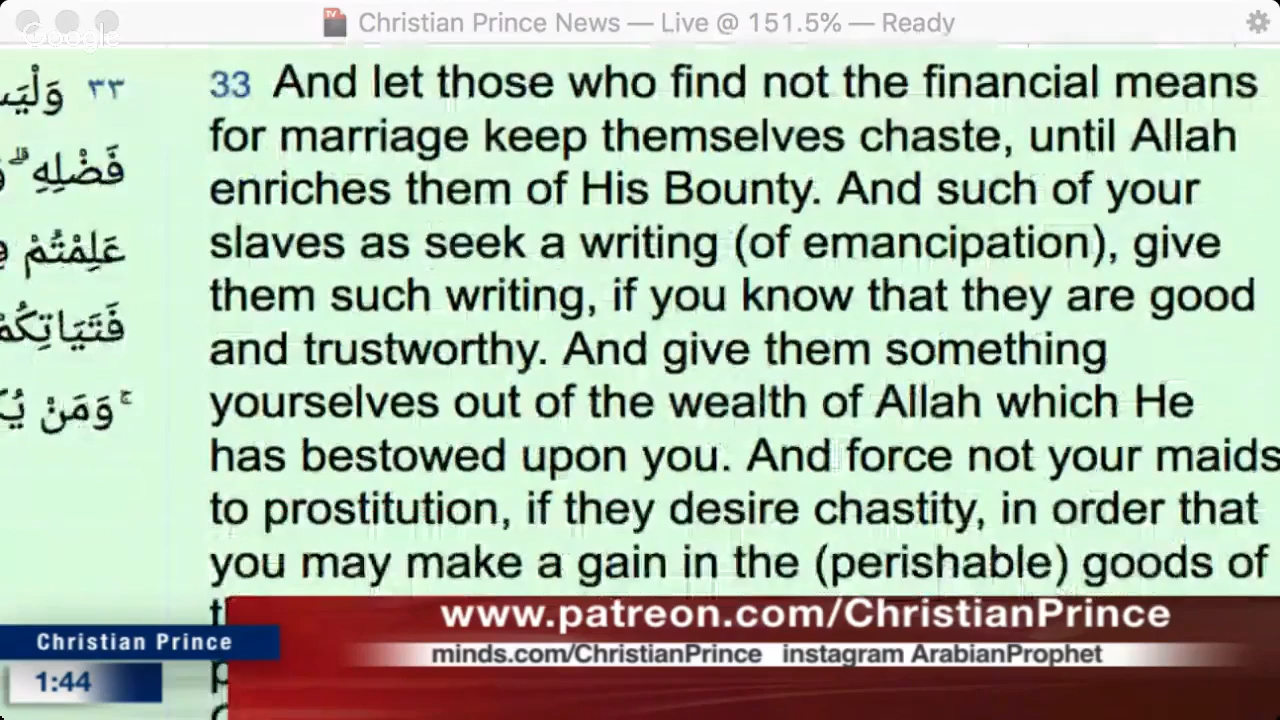 Christian Prince News — Live @ 151.5% — Ready
Google
٣٣
33 And let those who find not the financial means
for marriage keep themselves chaste, until Allah
فَضْلِهِ ۗ
enriches them of His Bounty. And such of your
عَلِمْتُمْ
slaves as seek a writing (of emancipation), give
them such writing, if you know that they are good
فَتَيَاتِكُمْ
and trustworthy. And give them something
ۚ وَمَنْ
yourselves out of the wealth of Allah which He
has bestowed upon you. And force not your maids
to prostitution, if they desire chastity, in order that
you may make a gain in the (perishable) goods of
www.patreon.com/ChristianPrince
Christian Prince
minds.com/ChristianPrince instagram ArabianProphet
1:44